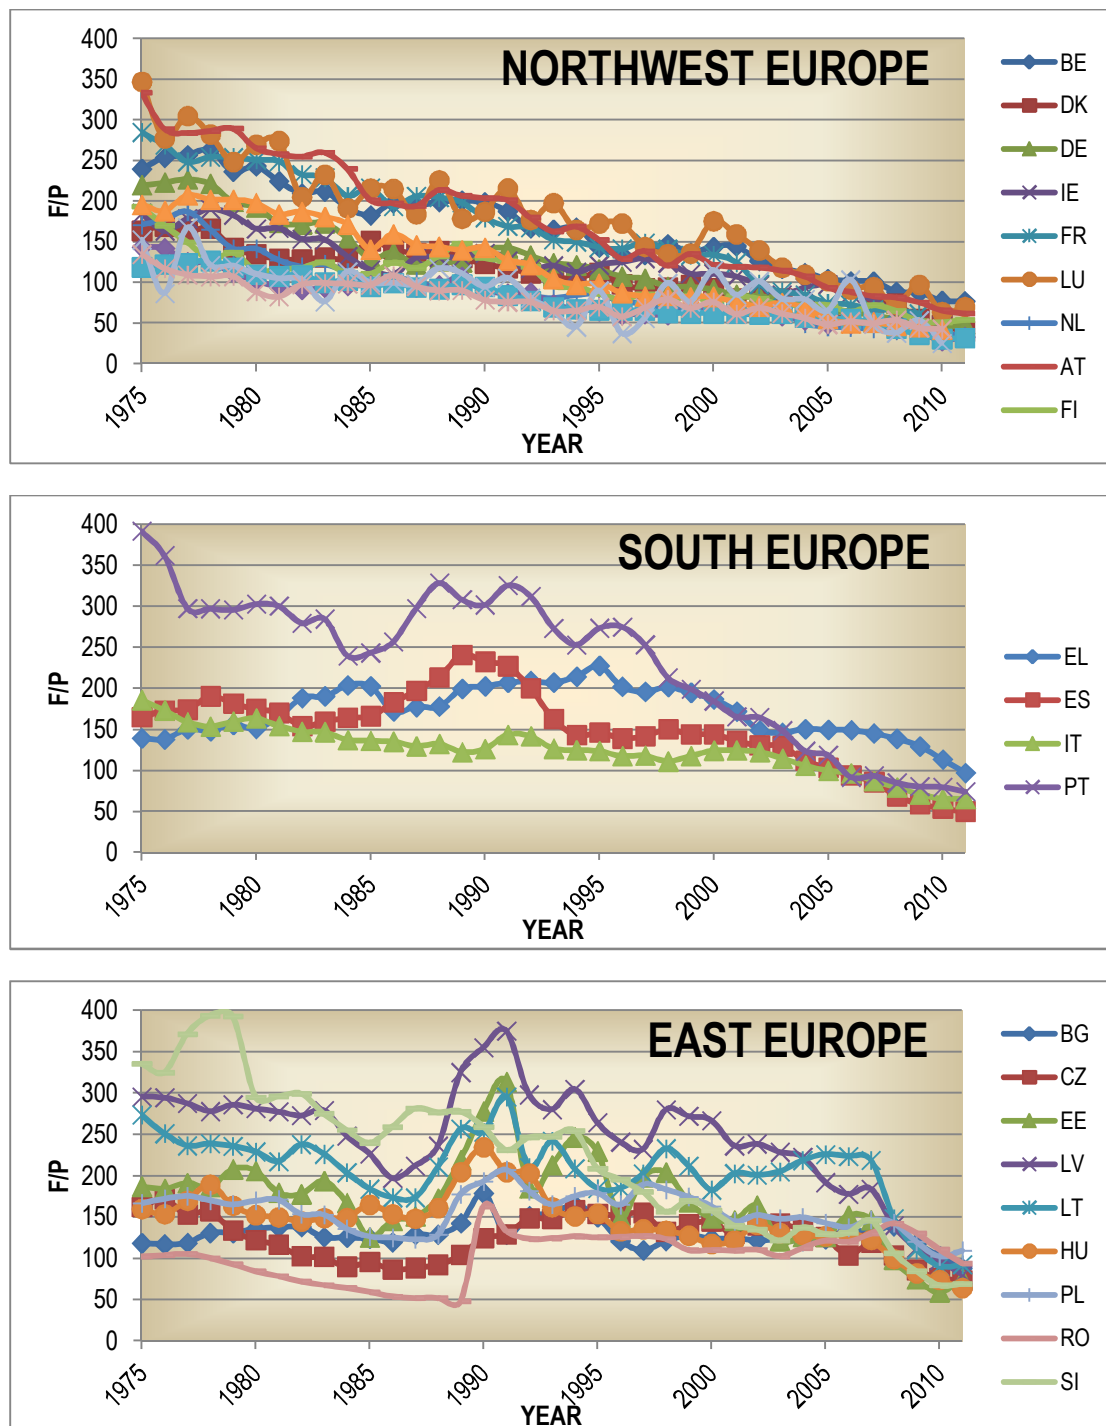 NORTHWEST EUROPE
400
350
300
250
200
150
100
50
0
F/P
1975
1980
1985
1990
1995
2000
2005
2010
YEAR
BE
DK
DE
IE
FR
LU
NL
AT
FI
SOUTH EUROPE
400
350
300
250
200
150
100
50
0
F/P
1975
1980
1985
1990
1995
2000
2005
2010
YEAR
EL
ES
IT
PT
EAST EUROPE
400
350
300
250
200
150
100
50
0
F/P
1975
1980
1985
1990
1995
2000
2005
2010
YEAR
BG
CZ
EE
LV
LT
HU
PL
RO
SI